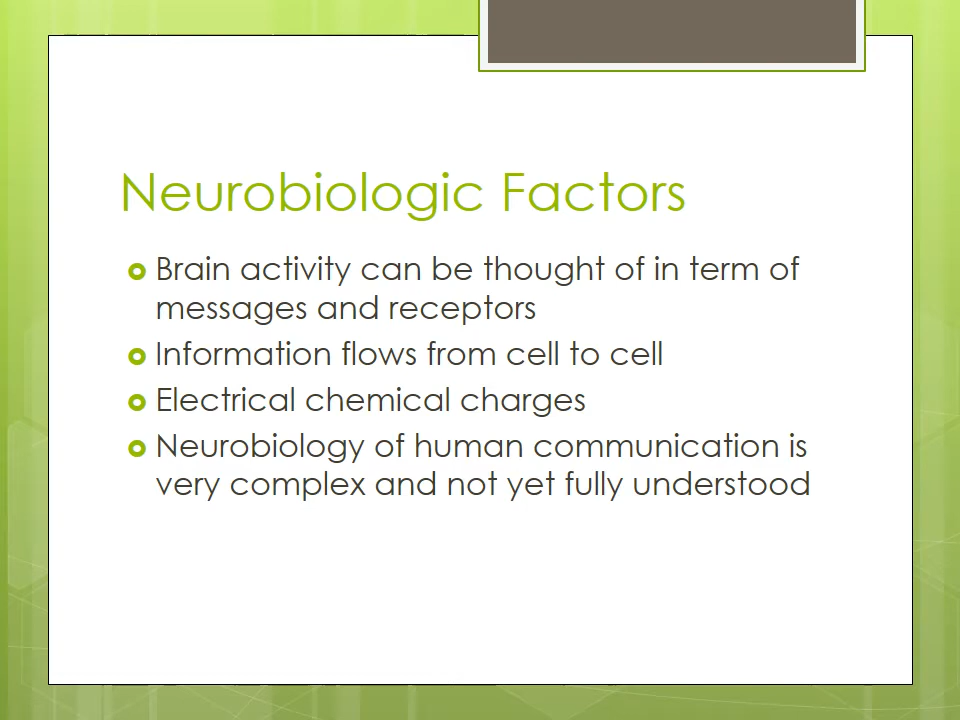 Neurobiologic Factors
Brain activity can be thought of in term of
messages and receptors
Information flows from cell to cell
Electrical chemical charges
Neurobiology of human communication is
very complex and not yet fully understood